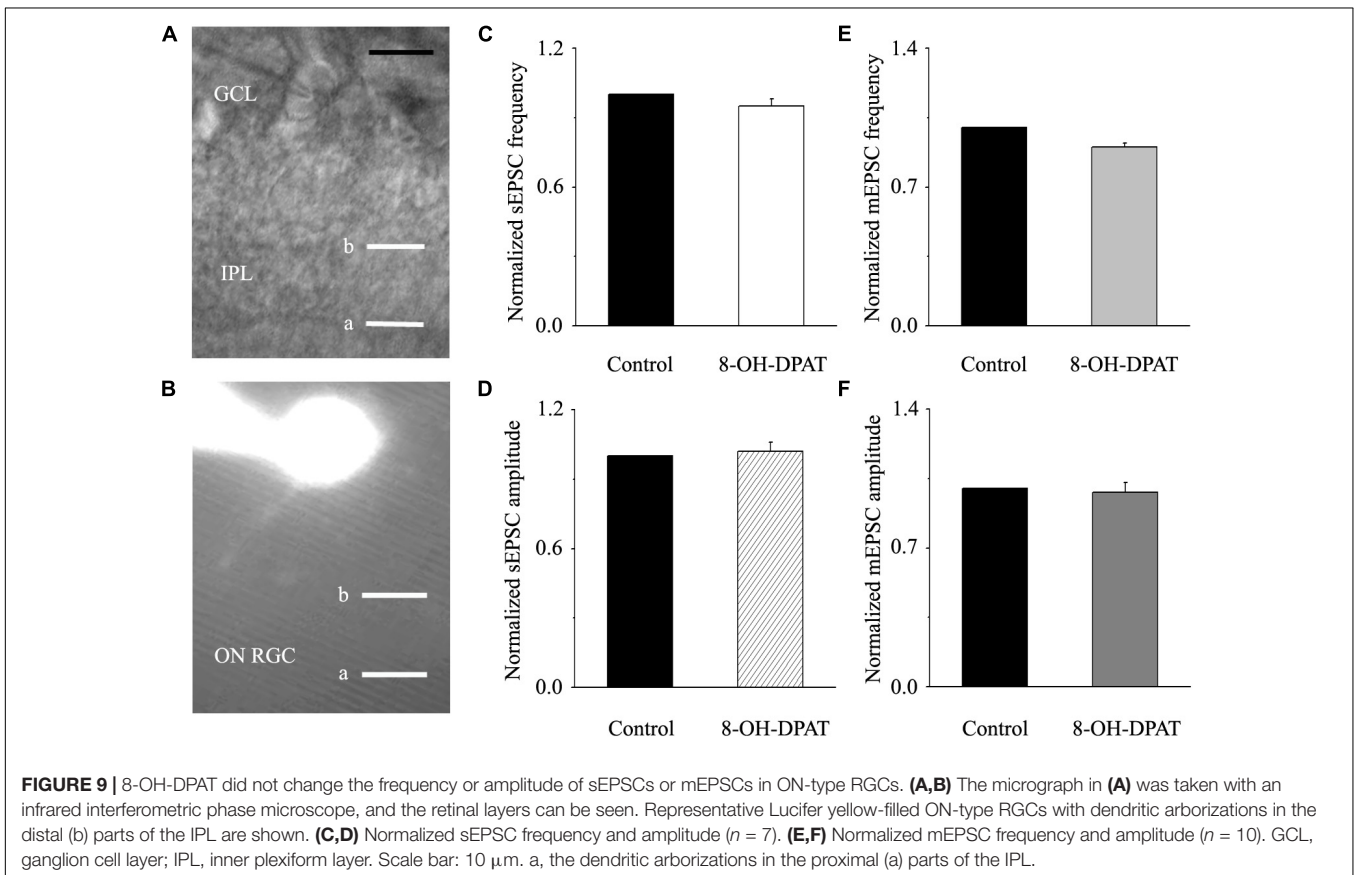 A
GCL
b
IPL
a
B
b
ON RGC
a
C
1.2
0.6
0.0
Normalized sEPSC frequency
Control 8-OH-DPAT
D
1.2
0.6
0.0
Normalized sEPSC amplitude
Control 8-OH-DPAT
E
1.4
0.7
0.0
Normalized mEPSC frequency
Control 8-OH-DPAT
F
1.4
0.7
0.0
Normalized mEPSC amplitude
Control 8-OH-DPAT
FIGURE 9 | 8-OH-DPAT did not change the frequency or amplitude of sEPSCs or mEPSCs in ON-type RGCs. (A,B) The micrograph in (A) was taken with an
infrared interferometric phase microscope, and the retinal layers can be seen. Representative Lucifer yellow-filled ON-type RGCs with dendritic arborizations in the
distal (b) parts of the IPL are shown. (C,D) Normalized sEPSC frequency and amplitude (n = 7). (E,F) Normalized mEPSC frequency and amplitude (n = 10). GCL,
ganglion cell layer; IPL, inner plexiform layer. Scale bar: 10 μm. a, the dendritic arborizations in the proximal (a) parts of the IPL.